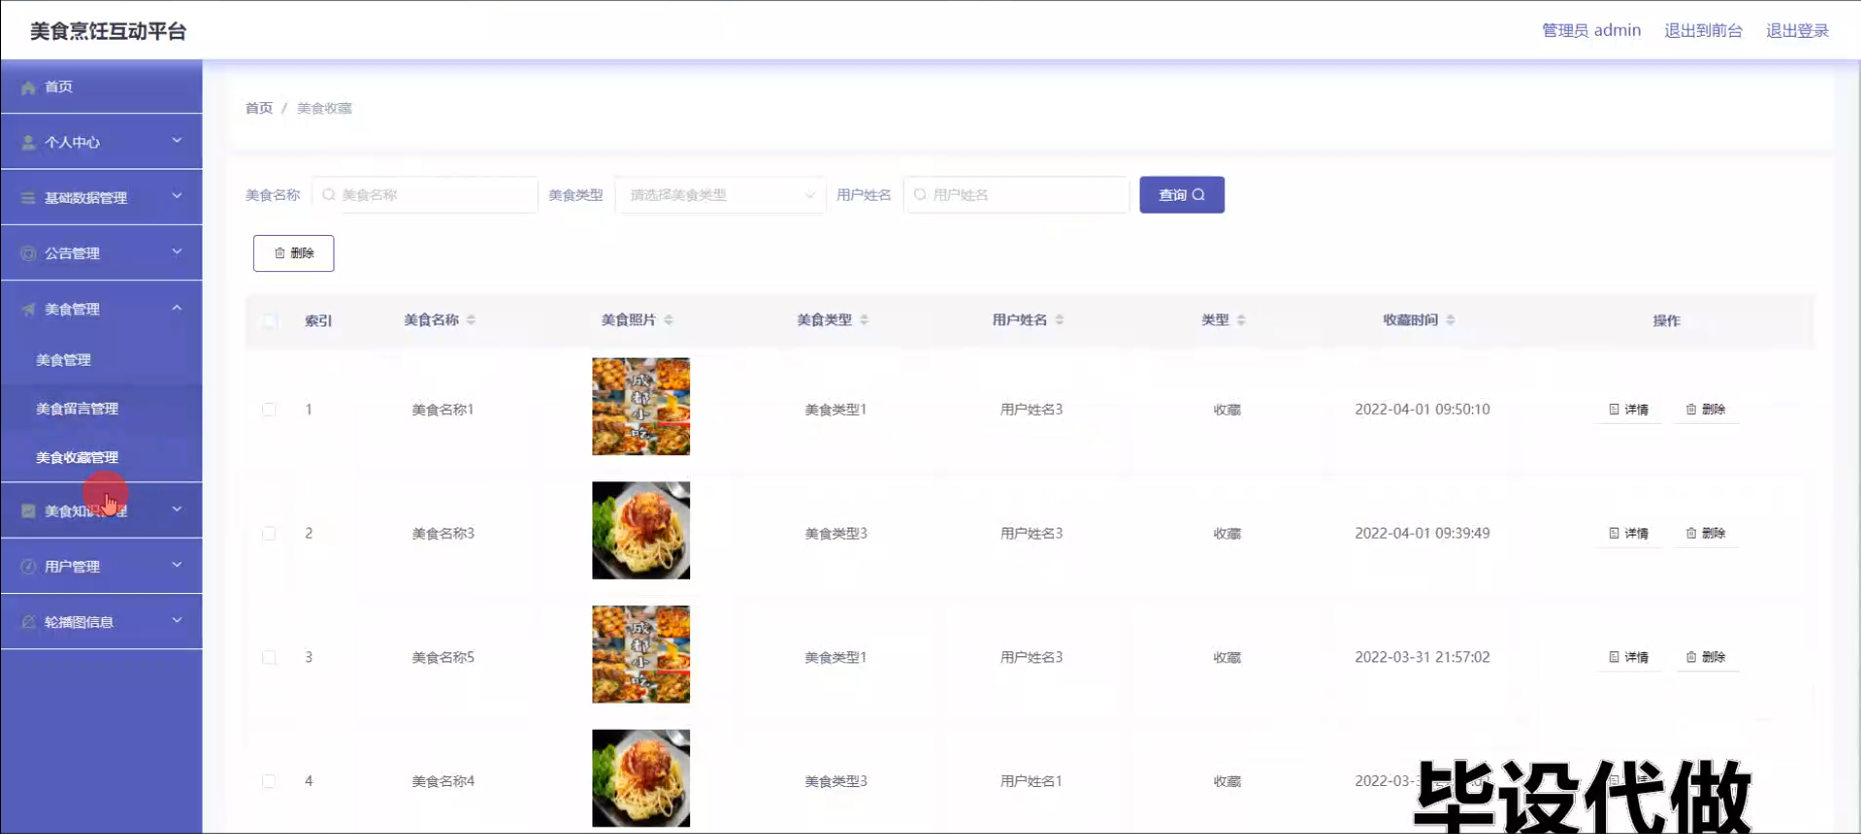 美食烹饪互动平台
管理员 admin 退出到前台 退出登录
首页
个人中心
基础数据管理
公告管理
美食管理
美食管理
美食留言管理
美食收藏管理
美食知识管理
用户管理
轮播图信息
首页 / 美食收藏
美食名称 美食名称 美食类型 请选择美食类型 用户姓名 用户姓名 查询
删除
索引 美食名称 美食照片 美食类型 用户姓名 类型 收藏时间 操作
1 美食名称1 成都小吃 美食类型1 用户姓名3 收藏 2022-04-01 09:50:10 详情 删除
2 美食名称3 美食类型3 用户姓名3 收藏 2022-04-01 09:39:49 详情 删除
3 美食名称5 成都小吃 美食类型1 用户姓名3 收藏 2022-03-31 21:57:02 详情 删除
4 美食名称4 美食类型3 用户姓名1 收藏 2022-03-3
毕设代做